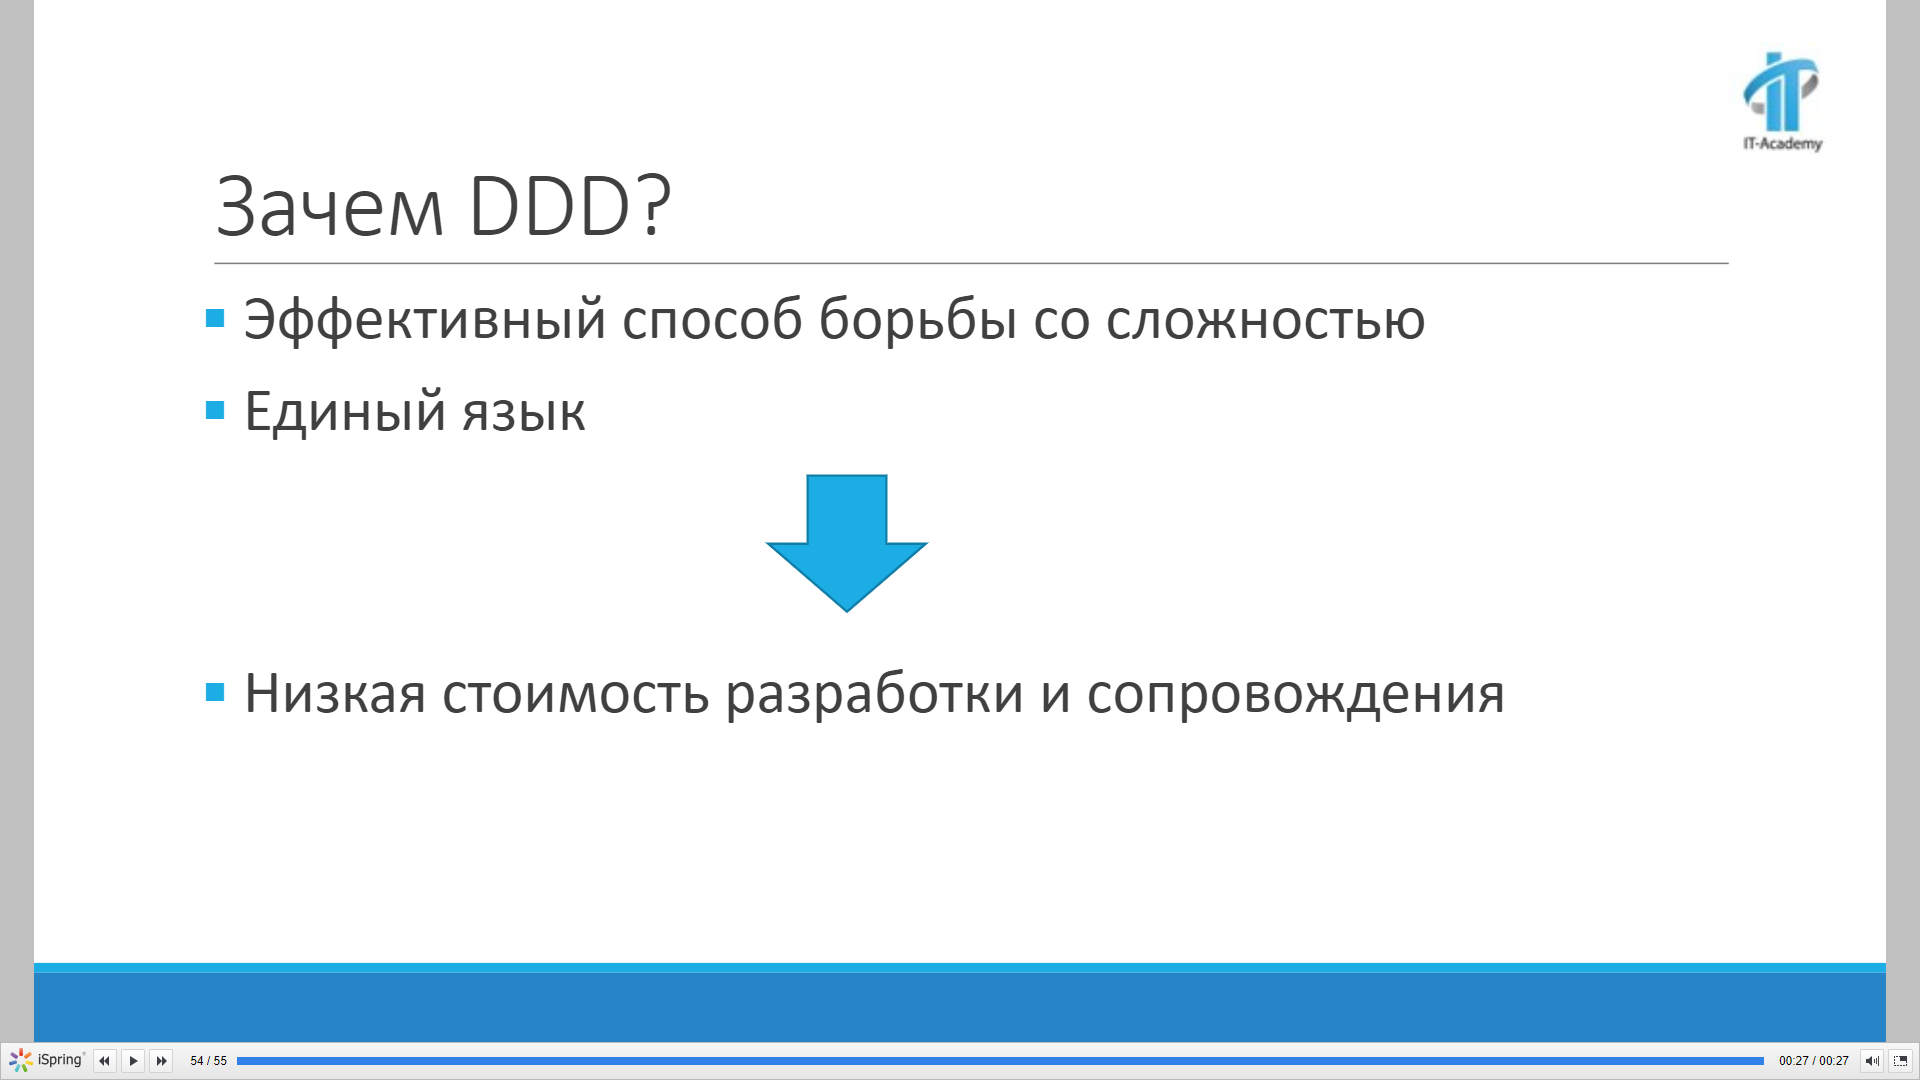 IT-Academy
Зачем DDD?
Эффективный способ борьбы со сложностью
Единый язык
Низкая стоимость разработки и сопровождения
iSpring
54 / 55
00:27 / 00:27